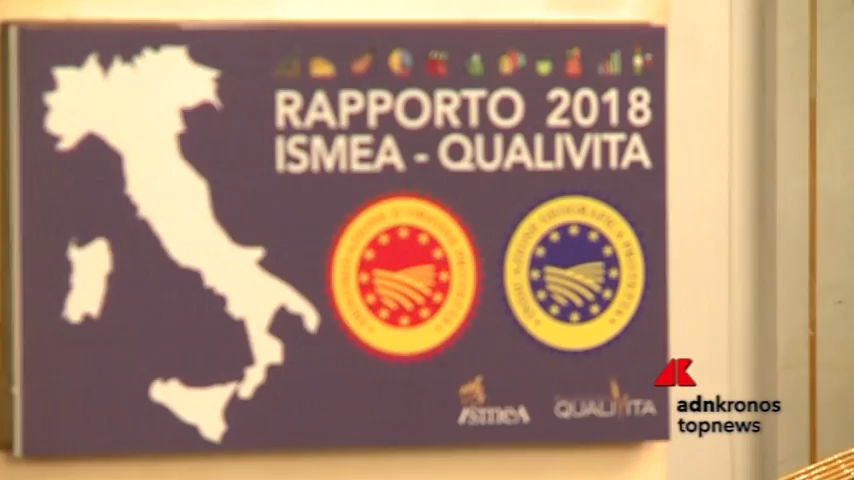 RAPPORTO 2018
ISMEA - QUALIVITA
ismea
QUALIVITA
adnkronos
topnews